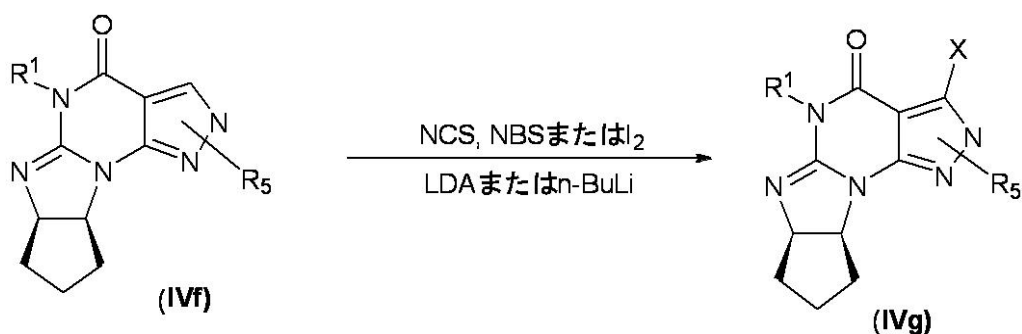 O
R¹
N
N
N
N
N
R₅
(IVf)
NCS, NBSまたはI₂
LDAまたはn-BuLi
O
X
R¹
N
N
N
N
N
R₅
(IVg)